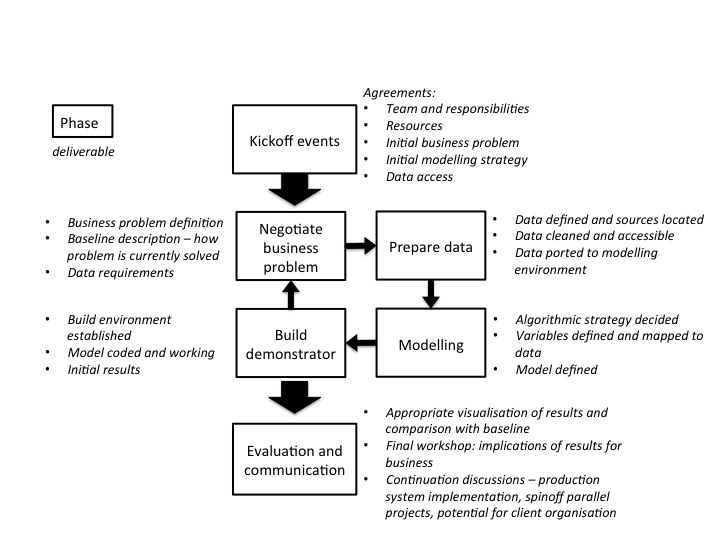 Phase
deliverable
Kickoff events
Agreements:
• Team and responsibilities
• Resources
• Initial business problem
• Initial modelling strategy
• Data access
• Business problem definition
• Baseline description – how
problem is currently solved
• Data requirements
Negotiate
business
problem
Prepare data
• Data defined and sources located
• Data cleaned and accessible
• Data ported to modelling
environment
• Build environment
established
• Model coded and working
• Initial results
Build
demonstrator
Modelling
• Algorithmic strategy decided
• Variables defined and mapped to
data
• Model defined
Evaluation and
communication
• Appropriate visualisation of results and
comparison with baseline
• Final workshop: implications of results for
business
• Continuation discussions – production
system implementation, spinoff parallel
projects, potential for client organisation